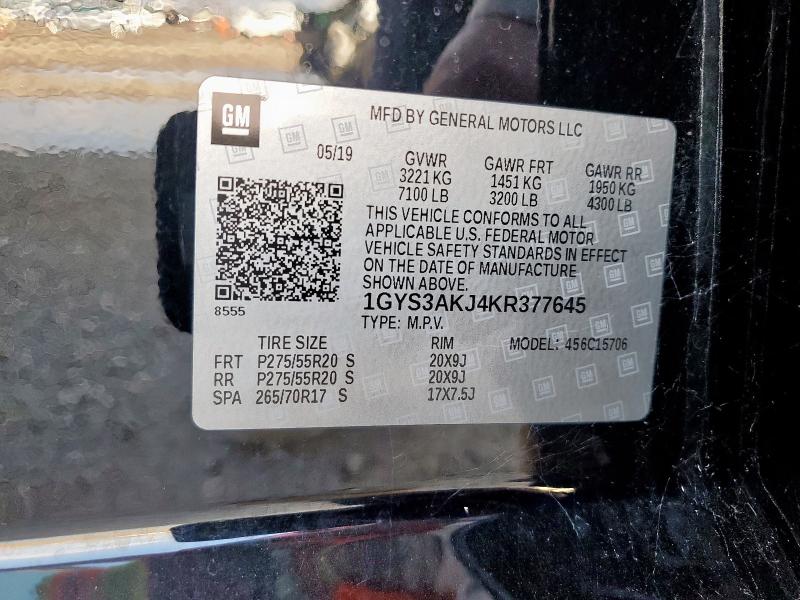 GM
MFD BY GENERAL MOTORS LLC
05/19 GVWR GAWR FRT GAWR RR
3221 KG 1451 KG 1950 KG
7100 LB 3200 LB 4300 LB
THIS VEHICLE CONFORMS TO ALL
APPLICABLE U.S. FEDERAL MOTOR
VEHICLE SAFETY STANDARDS IN EFFECT
ON THE DATE OF MANUFACTURE
SHOWN ABOVE.
1GYS3AKJ4KR377645
8555
TYPE: M.P.V.
TIRE SIZE RIM MODEL: 456C15706
FRT P275/55R20 S 20X9J
RR P275/55R20 S 20X9J
SPA 265/70R17 S 17X7.5J